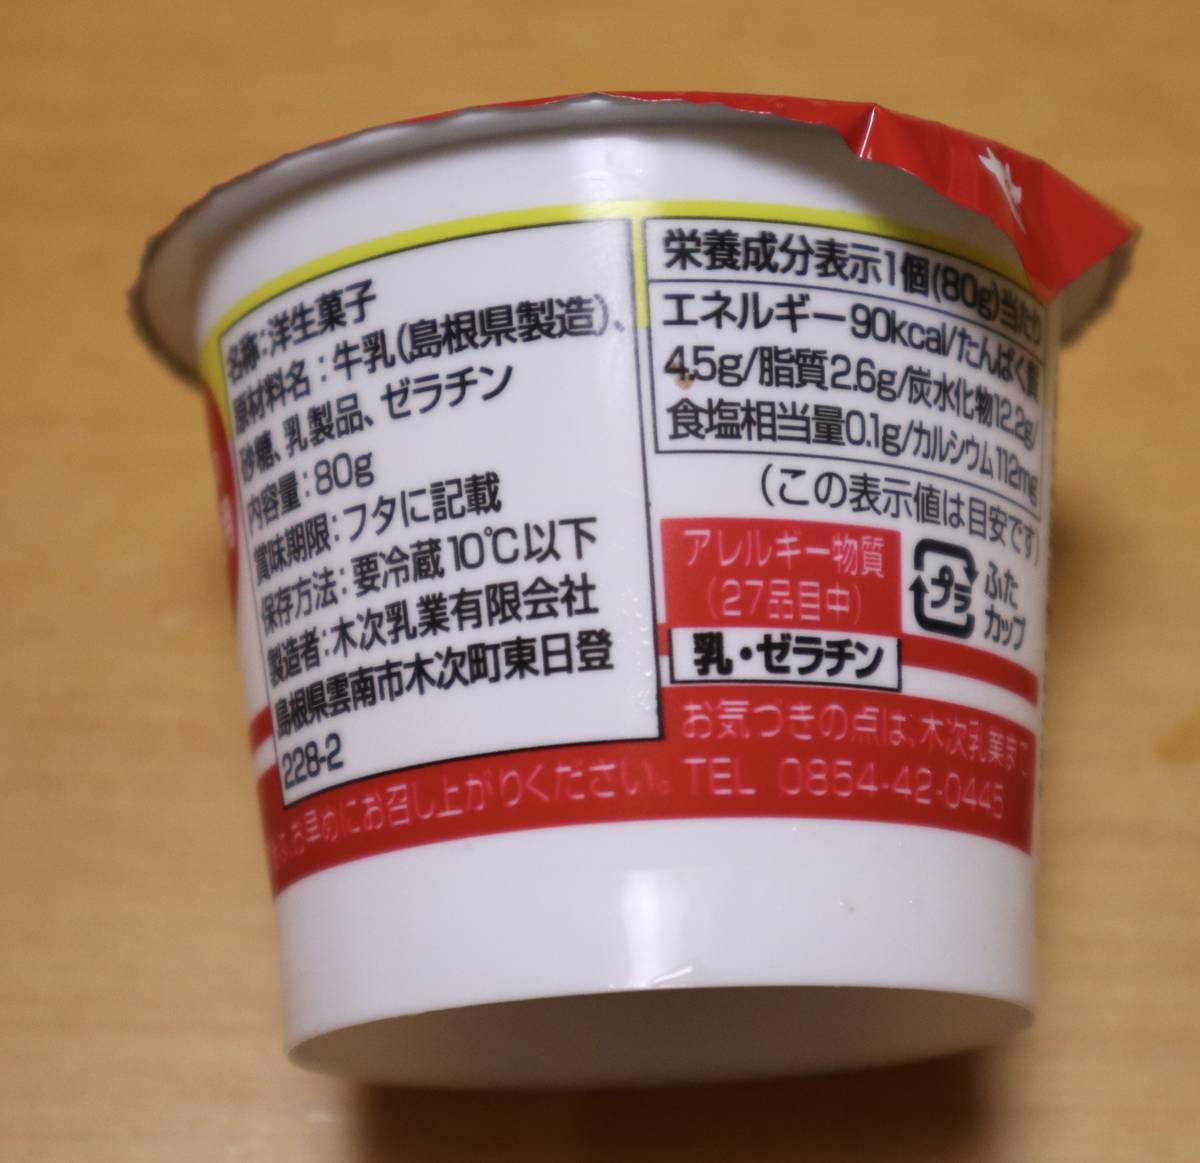 名称:洋生菓子
原材料名:牛乳(島根県製造)、
砂糖、乳製品、ゼラチン
内容量:80g
賞味期限:フタに記載
保存方法:要冷蔵10℃以下
製造者:木次乳業有限会社
島根県雲南市木次町東日登
228-2
栄養成分表示1個(80g)当たり
エネルギー90kcal/たんぱく質
4.5g/脂質2.6g/炭水化物12.2g/
食塩相当量0.1g/カルシウム112mg
(この表示値は目安です)
アレルギー物質
(27品目中)
乳・ゼラチン
プラ
ふた
カップ
お早めにお召し上がりください。
お気づきの点は、木次乳業まで
TEL 0854-42-0445